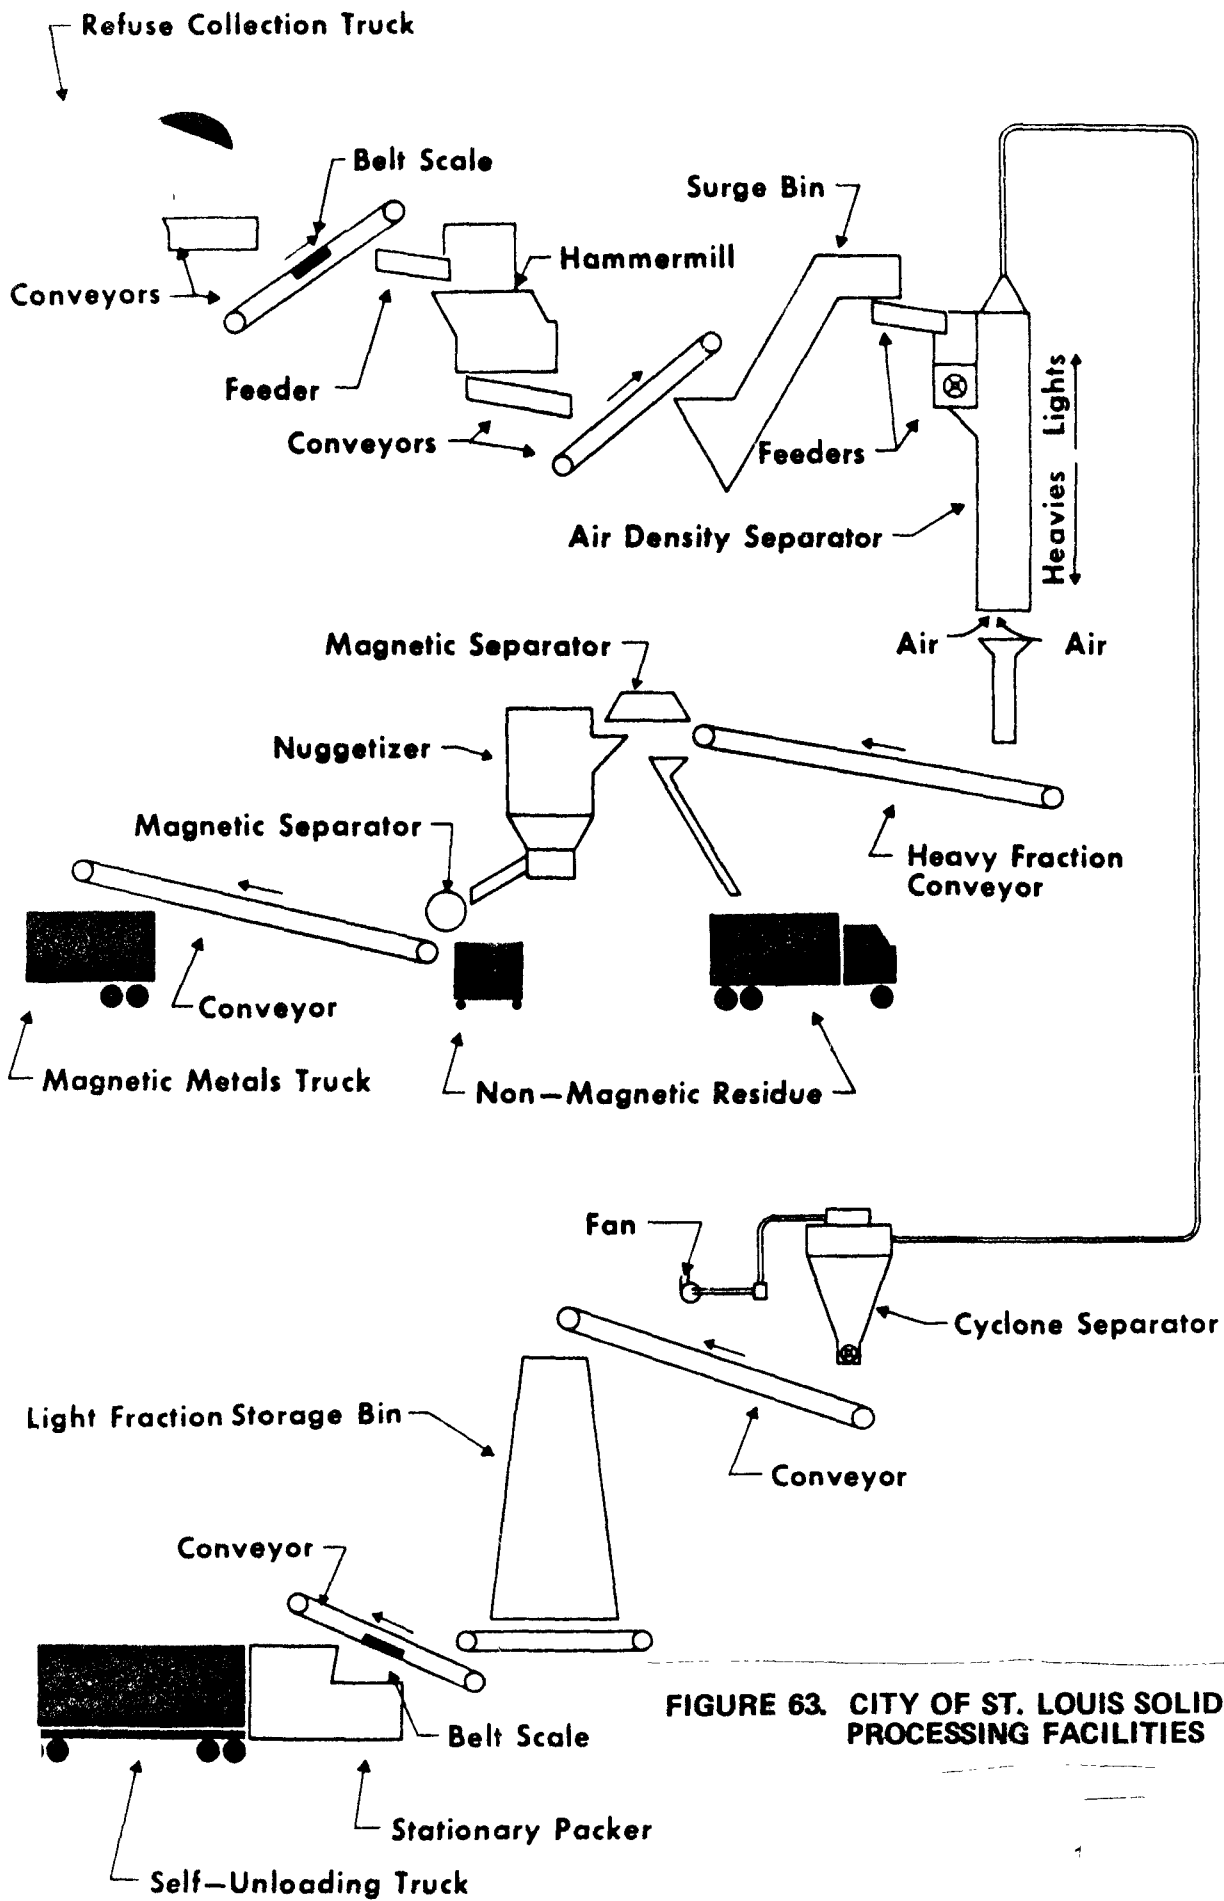 Refuse Collection Truck
Belt Scale
Surge Bin
Hammermill
Conveyors
Feeder
Conveyors
Feeders
Lights
Heavies
Air Density Separator
Air
Air
Magnetic Separator
Nuggetizer
Magnetic Separator
Heavy Fraction
Conveyor
Conveyor
Magnetic Metals Truck
Non—Magnetic Residue
Fan
Cyclone Separator
Light Fraction Storage Bin
Conveyor
Conveyor
Belt Scale
FIGURE 63. CITY OF ST. LOUIS SOLID
PROCESSING FACILITIES
Stationary Packer
Self—Unloading Truck